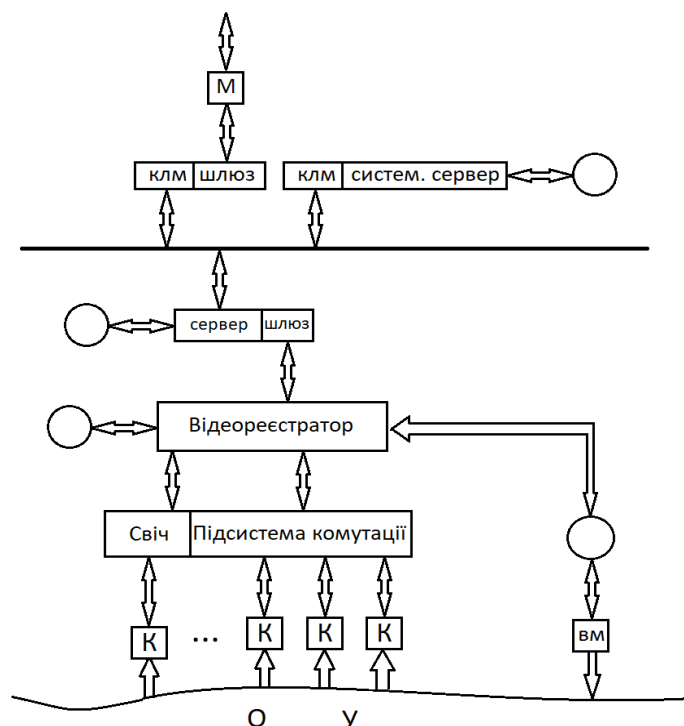 М
клм шлюз
клм систем. сервер
сервер шлюз
Відеореєстратор
Свіч Підсистема комутації
К ... К К К
вм
О У